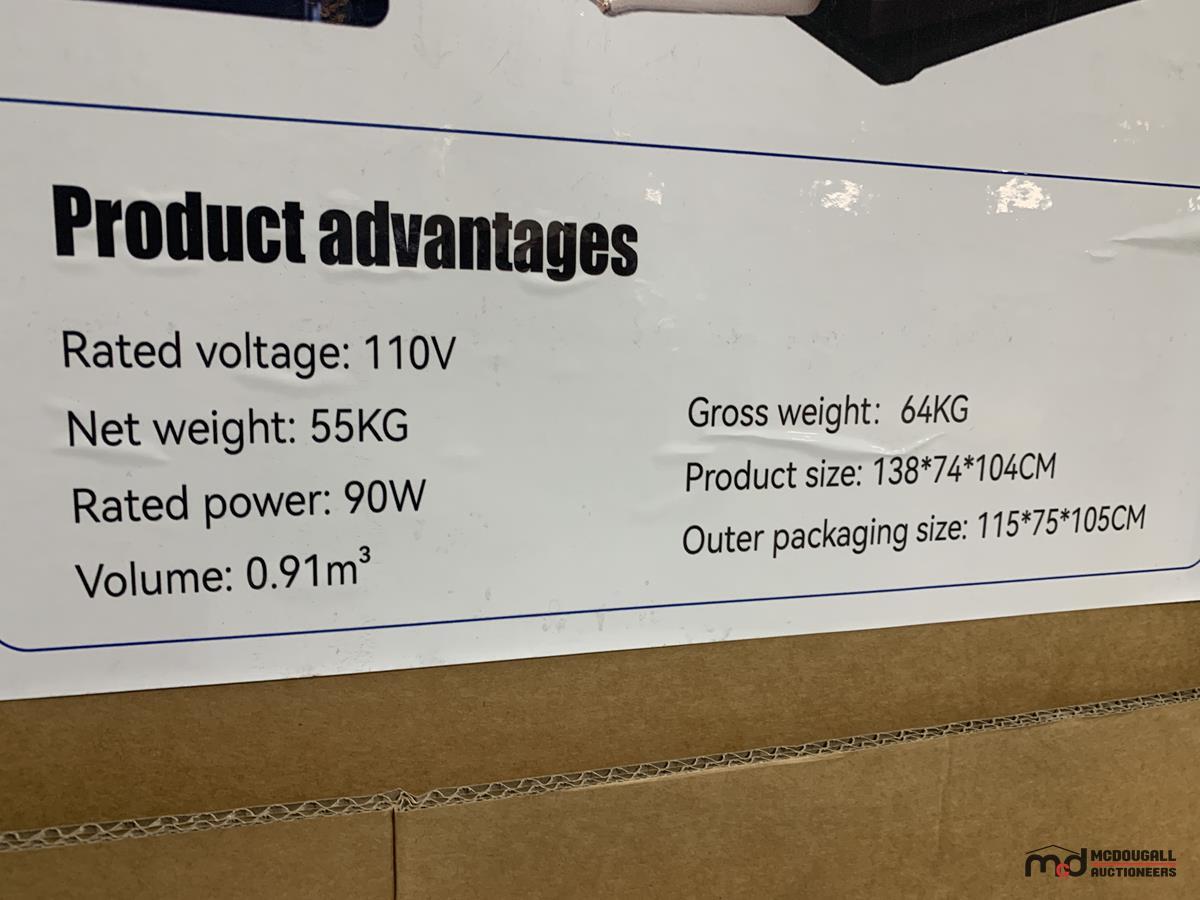 Product advantages
Rated voltage: 110V
Net weight: 55KG
Rated power: 90W
Volume: 0.91m³
Gross weight: 64KG
Product size: 138*74*104CM
Outer packaging size: 115*75*105CM
mcd MCDOUGALL
AUCTIONEERS